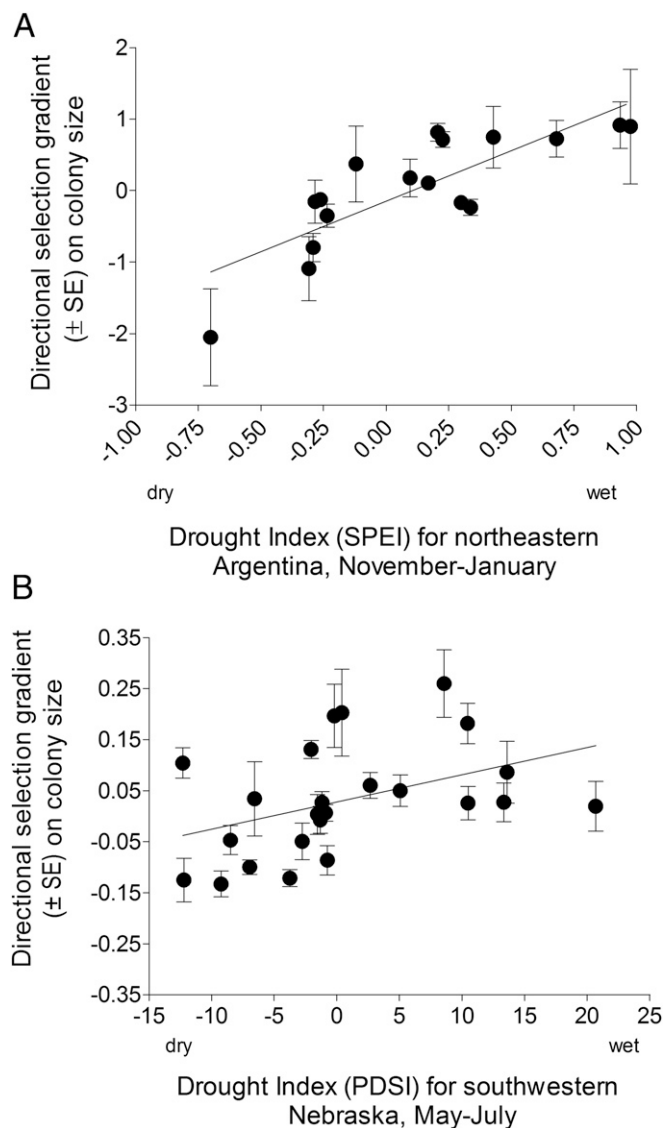 A
Directional selection gradient
(± SE) on colony size
2
1
0
-1
-2
-3
-1.00
-0.75
-0.50
-0.25
0.00
0.25
0.50
0.75
1.00
dry
wet
Drought Index (SPEI) for northeastern
Argentina, November-January
B
Directional selection gradient
(± SE) on colony size
0.35
0.25
0.15
0.05
-0.05
-0.15
-0.25
-0.35
-15
-10
-5
0
5
10
15
20
25
dry
wet
Drought Index (PDSI) for southwestern
Nebraska, May-July